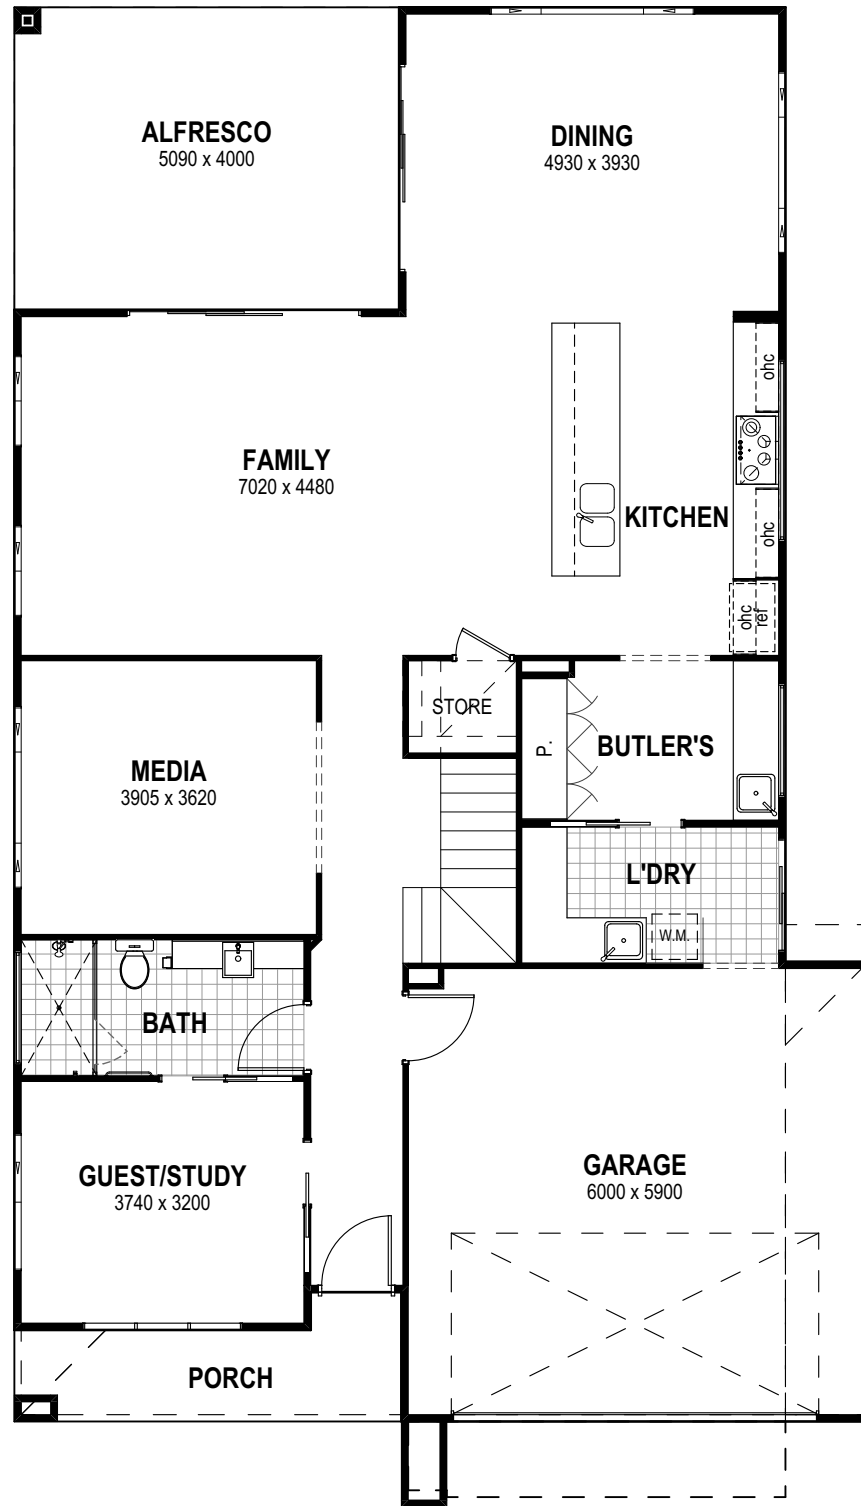 ALFRESCO
5090 x 4000
DINING
4930 x 3930
ohc
FAMILY
7020 x 4480
KITCHEN
ohc
ohc
ref
STORE
P.
BUTLER'S
MEDIA
3905 x 3620
L'DRY
W.M.
BATH
GUEST/STUDY
3740 x 3200
GARAGE
6000 x 5900
PORCH